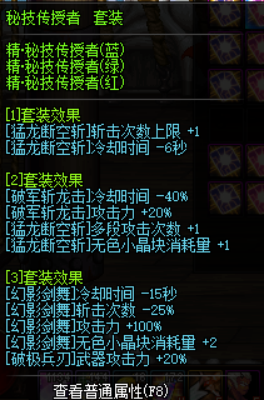 秘技传授者 套装
精·秘技传授者(蓝)
精·秘技传授者(绿)
精·秘技传授者(红)
[1]套装效果
[猛龙断空斩]斩击次数上限 +1
[猛龙断空斩]冷却时间 -6秒
[2]套装效果
[破军斩龙击]冷却时间 -40%
[破军斩龙击]攻击力 +20%
[猛龙断空斩]多段攻击次数 +1
[猛龙断空斩]无色小晶块消耗量 +1
[3]套装效果
[幻影剑舞]冷却时间 -15秒
[幻影剑舞]斩击次数 -25%
[幻影剑舞]攻击力 +100%
[幻影剑舞]无色小晶块消耗量 +2
[破极兵刃]武器攻击力 +20%
查看普通属性(F8)